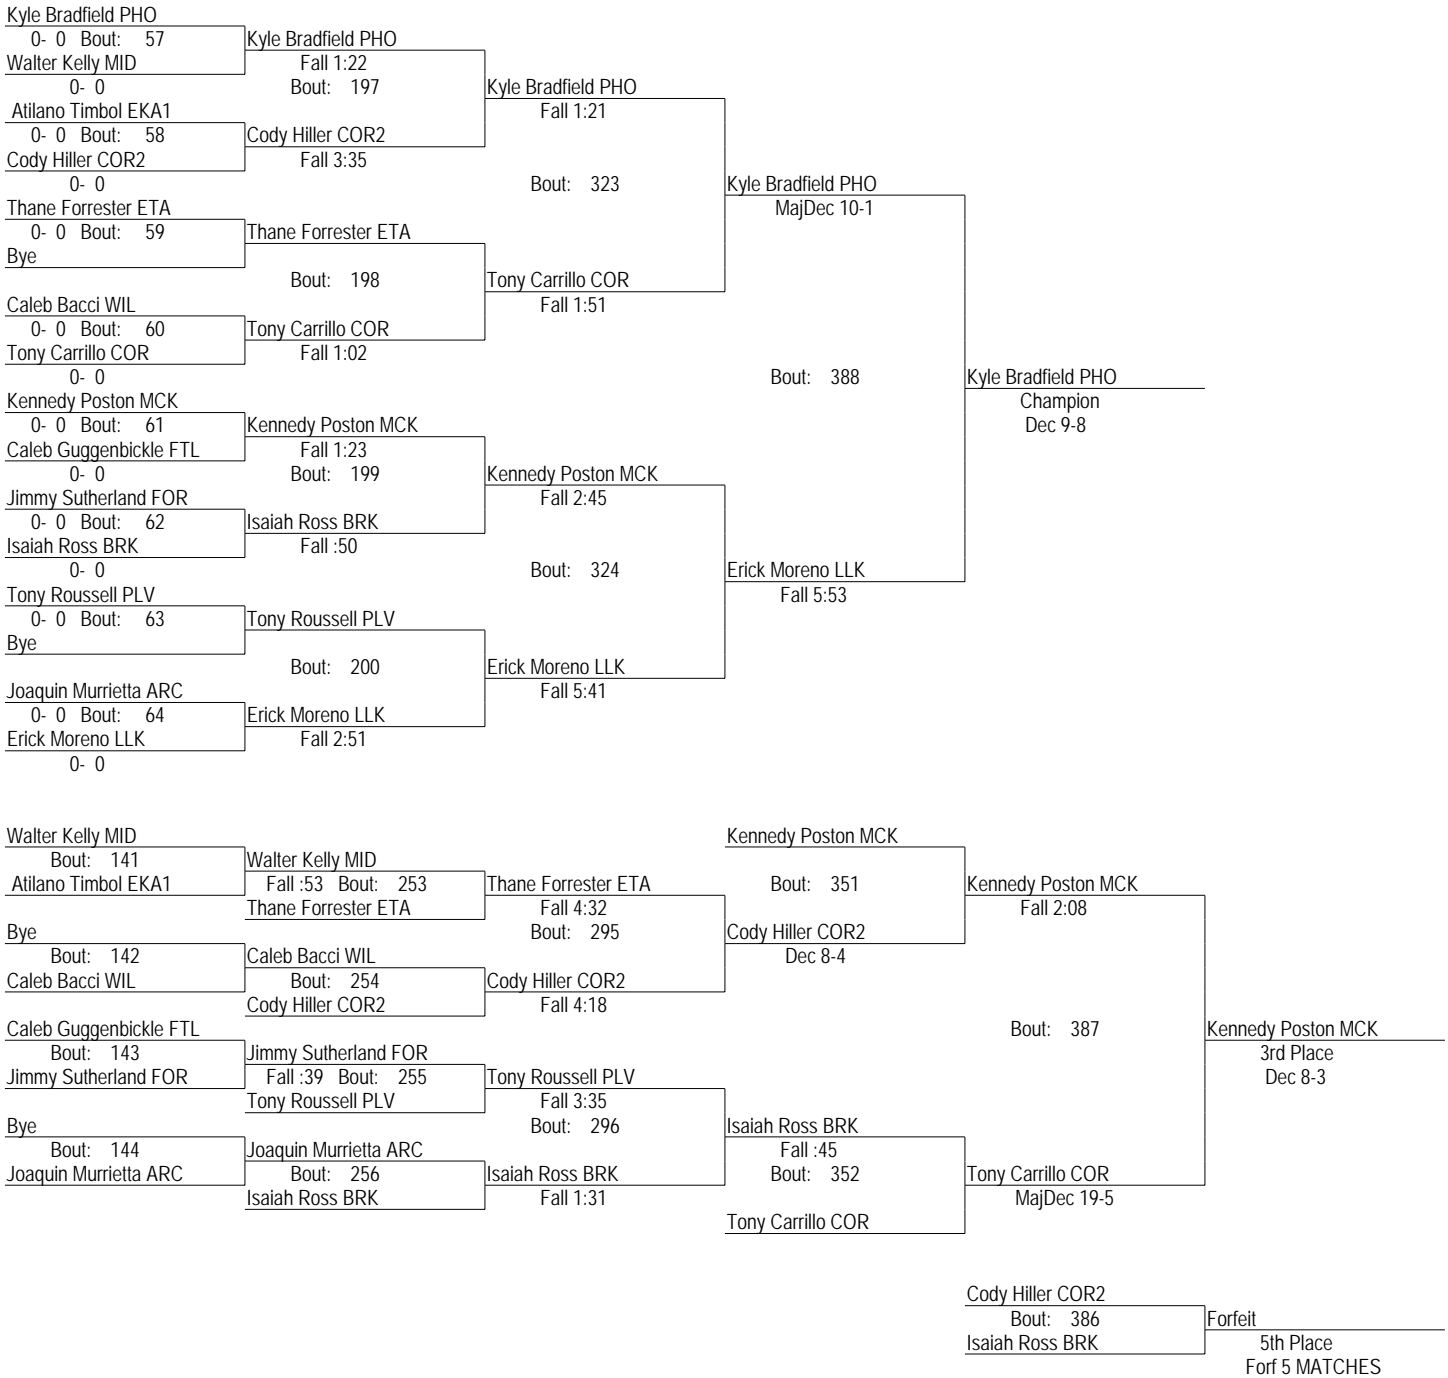 Kyle Bradfield PHO
0- 0 Bout: 57
Walter Kelly MID
0- 0
Atilano Timbol EKA1
0- 0 Bout: 58
Cody Hiller COR2
0- 0
Thane Forrester ETA
0- 0 Bout: 59
Bye
Caleb Bacci WIL
0- 0 Bout: 60
Tony Carrillo COR
0- 0
Kennedy Poston MCK
0- 0 Bout: 61
Caleb Guggenbickle FTL
0- 0
Jimmy Sutherland FOR
0- 0 Bout: 62
Isaiah Ross BRK
0- 0
Tony Roussell PLV
0- 0 Bout: 63
Bye
Joaquin Murrietta ARC
0- 0 Bout: 64
Erick Moreno LLK
0- 0
Kyle Bradfield PHO
Fall 1:22
Bout: 197
Cody Hiller COR2
Fall 3:35
Thane Forrester ETA
Bout: 198
Tony Carrillo COR
Fall 1:02
Kennedy Poston MCK
Fall 1:23
Bout: 199
Isaiah Ross BRK
Fall :50
Tony Roussell PLV
Bout: 200
Erick Moreno LLK
Fall 2:51
Kyle Bradfield PHO
Fall 1:21
Bout: 323
Tony Carrillo COR
Fall 1:51
Kennedy Poston MCK
Fall 2:45
Bout: 324
Erick Moreno LLK
Fall 5:41
Kyle Bradfield PHO
MajDec 10-1
Bout: 388
Erick Moreno LLK
Fall 5:53
Kyle Bradfield PHO
Champion
Dec 9-8
Walter Kelly MID
Bout: 141
Atilano Timbol EKA1
Bye
Bout: 142
Caleb Bacci WIL
Caleb Guggenbickle FTL
Bout: 143
Jimmy Sutherland FOR
Bye
Bout: 144
Joaquin Murrietta ARC
Walter Kelly MID
Fall :53 Bout: 253
Thane Forrester ETA
Caleb Bacci WIL
Bout: 254
Cody Hiller COR2
Jimmy Sutherland FOR
Fall :39 Bout: 255
Tony Roussell PLV
Joaquin Murrietta ARC
Bout: 256
Isaiah Ross BRK
Thane Forrester ETA
Fall 4:32
Bout: 295
Cody Hiller COR2
Fall 4:18
Tony Roussell PLV
Fall 3:35
Bout: 296
Isaiah Ross BRK
Fall 1:31
Kennedy Poston MCK
Bout: 351
Cody Hiller COR2
Dec 8-4
Isaiah Ross BRK
Fall :45
Bout: 352
Tony Carrillo COR
Kennedy Poston MCK
Fall 2:08
Bout: 387
Tony Carrillo COR
MajDec 19-5
Kennedy Poston MCK
3rd Place
Dec 8-3
Cody Hiller COR2
Bout: 386
Isaiah Ross BRK
Forfeit
5th Place
Forf 5 MATCHES